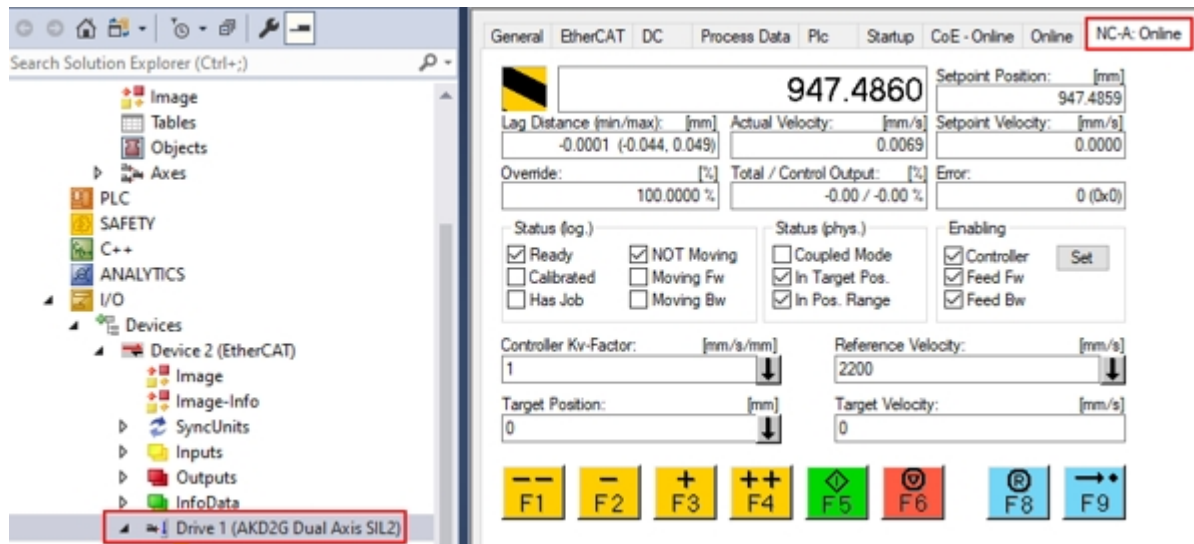 Search Solution Explorer (Ctrl+;)
Image
Tables
Objects
Axes
PLC
SAFETY
C++
ANALYTICS
I/O
Devices
Device 2 (EtherCAT)
Image
Image-Info
SyncUnits
Inputs
Outputs
InfoData
Drive 1 (AKD2G Dual Axis SIL2)
General EtherCAT DC Process Data Plc Startup CoE - Online Online NC-A: Online
947.4860
Setpoint Position: [mm]
947.4859
Lag Distance (min/max): [mm] Actual Velocity: [mm/s] Setpoint Velocity: [mm/s]
-0.0001 (-0.044, 0.049) 0.0069 0.0000
Override: [%] Total / Control Output: [%] Error:
100.0000 % -0.00 / -0.00 % 0 (0x0)
Status (log.) Status (phys.) Enabling
Ready NOT Moving Coupled Mode Controller Set
Calibrated Moving Fw In Target Pos. Feed Fw
Has Job Moving Bw In Pos. Range Feed Bw
Controller Kv-Factor: [mm/s/mm] Reference Velocity: [mm/s]
1 2200
Target Position: [mm] Target Velocity: [mm/s]
0 0
-- - + ++ R
F1 F2 F3 F4 F5 F6 F8 F9